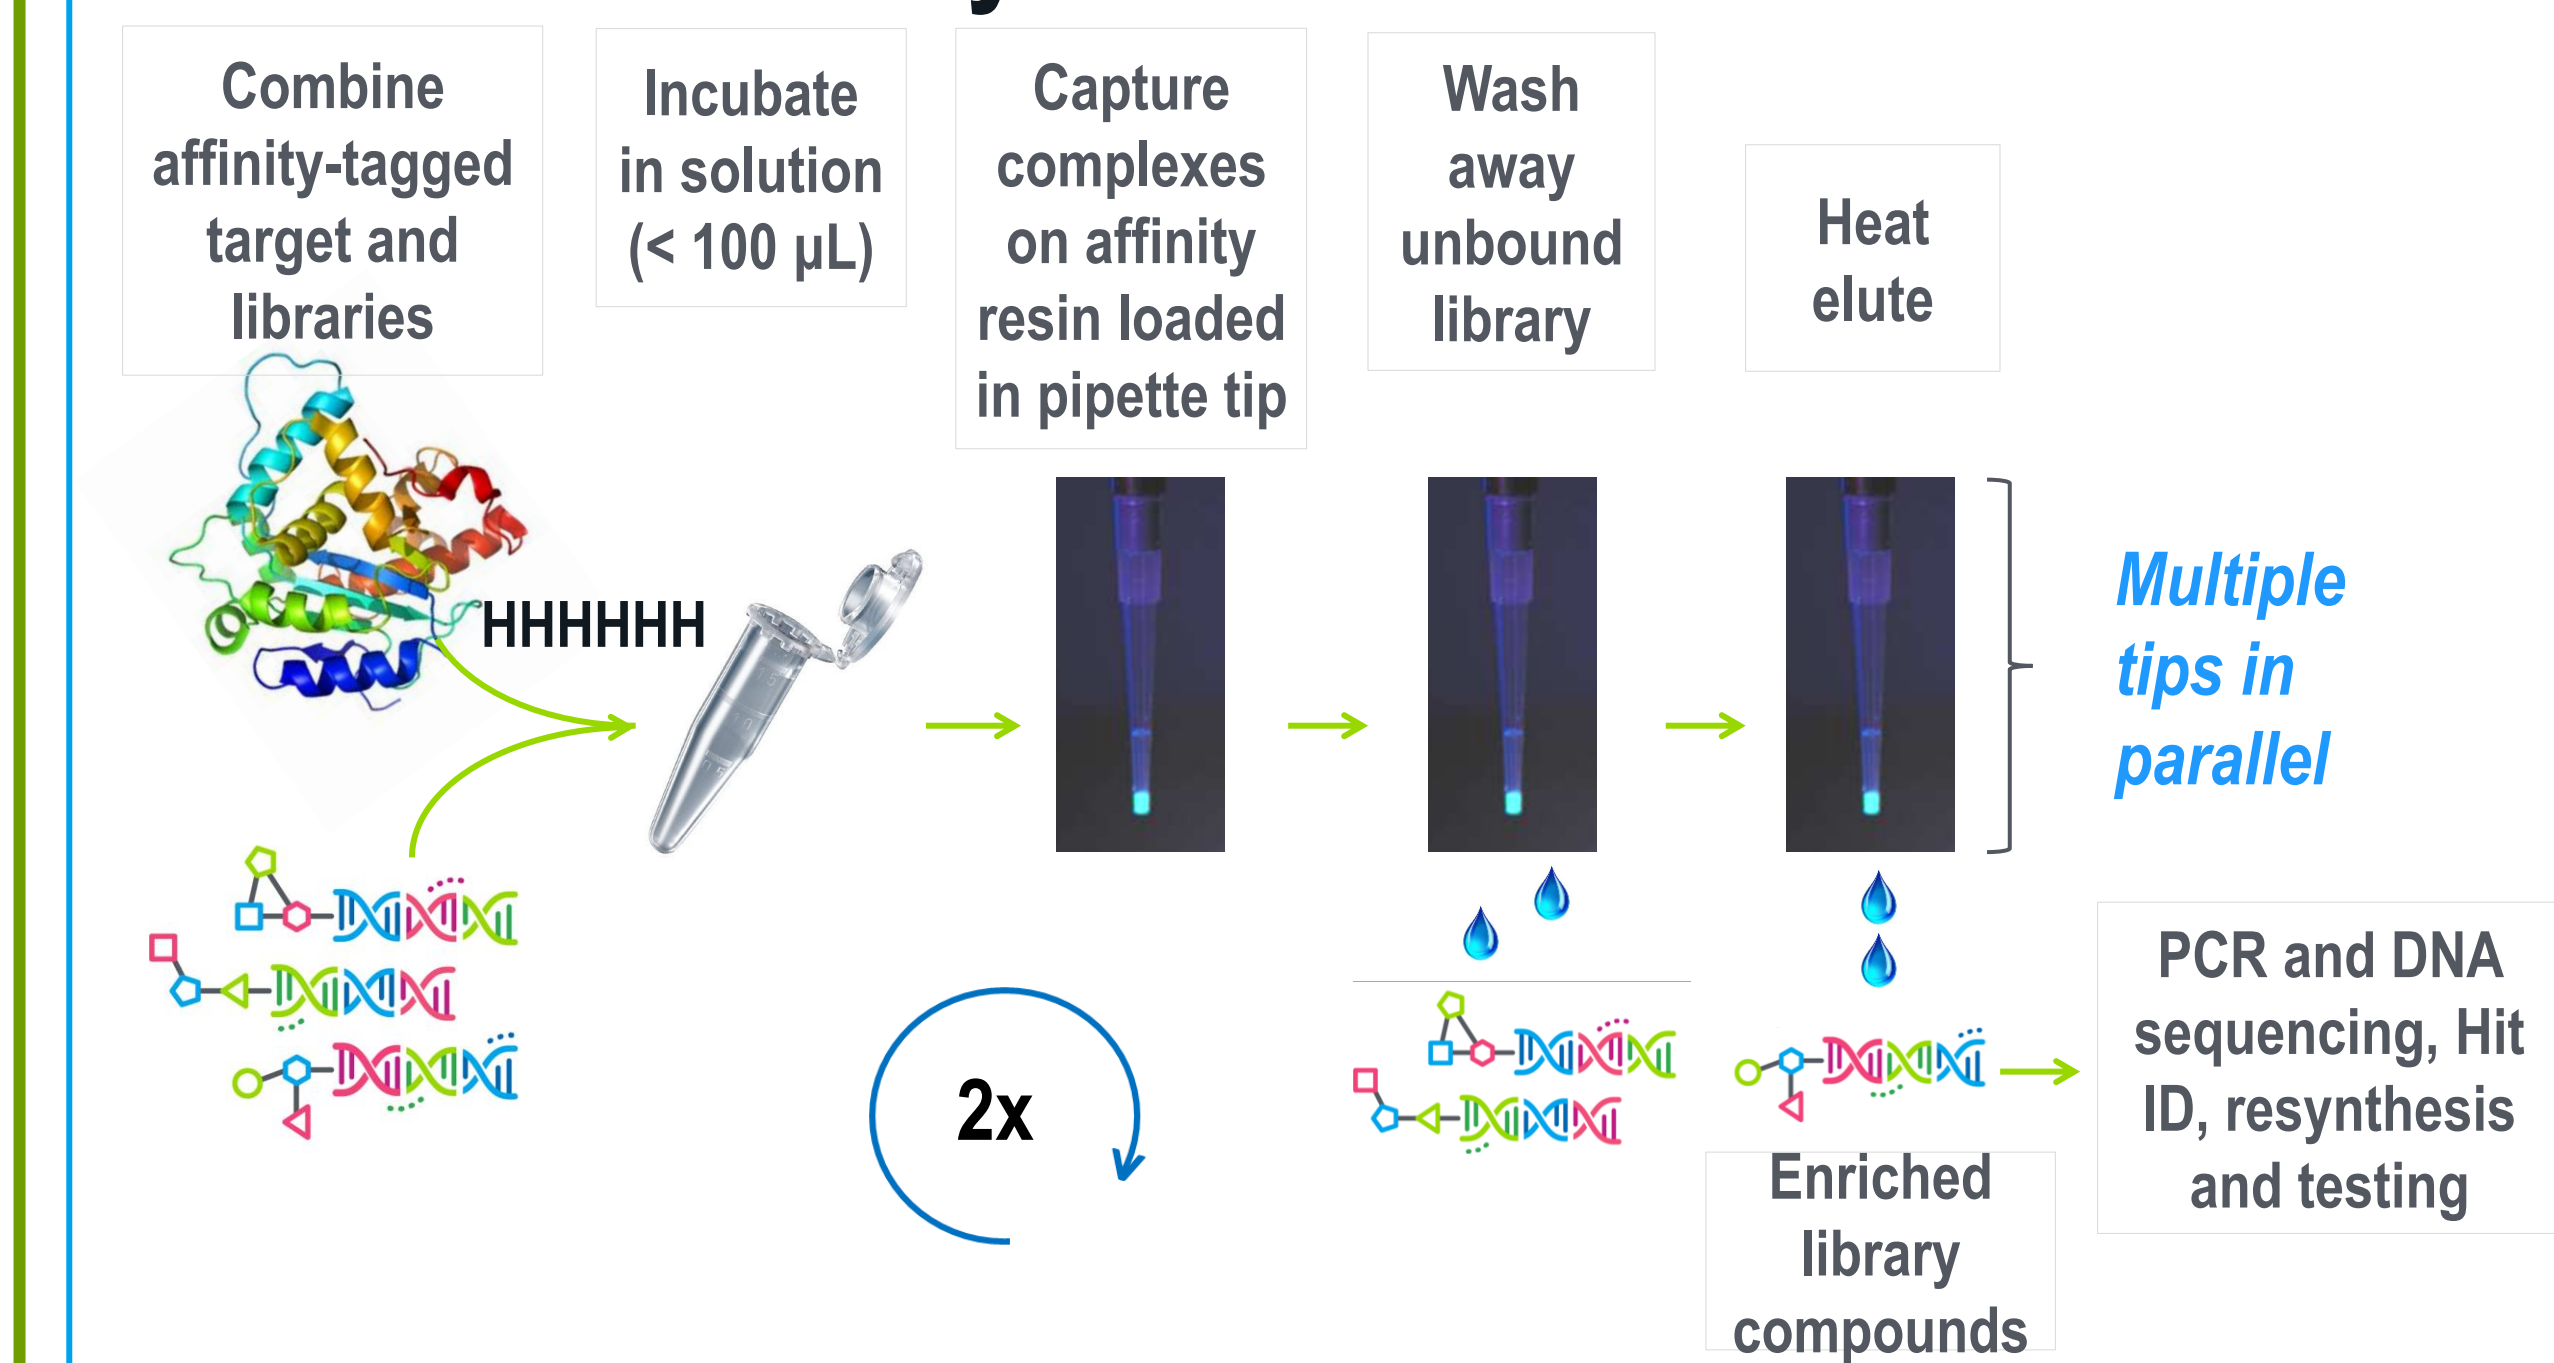 Combine
affinity-tagged
target and
libraries
Incubate
in solution
(< 100 µL)
Capture
complexes
on affinity
resin loaded
in pipette tip
Wash
away
unbound
library
Heat
elute
HHHHHH
Multiple
tips in
parallel
2x
Enriched
library
compounds
PCR and DNA
sequencing, Hit
ID, resynthesis
and testing